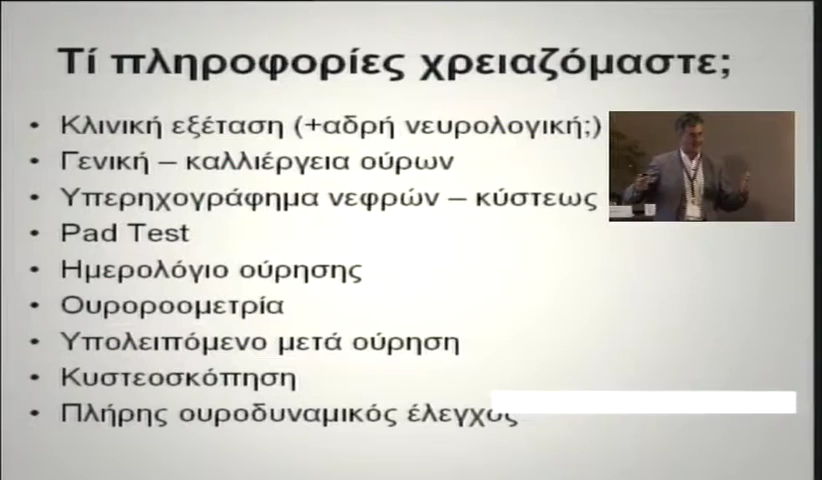 Τί πληροφορίες χρειαζόμαστε;
• Κλινική εξέταση (+αδρή νευρολογική;)
• Γενική – καλλιέργεια ούρων
• Υπερηχογράφημα νεφρών – κύστεως
• Pad Test
• Ημερολόγιο ούρησης
• Ουροροομετρία
• Υπολειπόμενο μετά ούρηση
• Κυστεοσκόπηση
• Πλήρης ουροδυναμικός έλεγχος